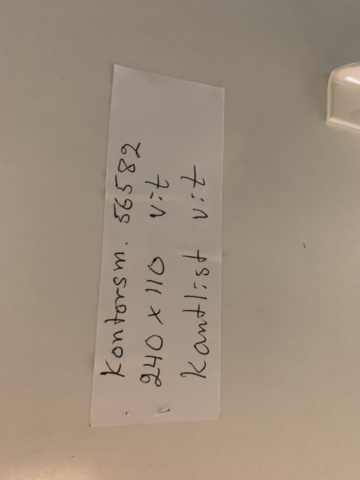 Kontorsm. 56582
240 x 110 vit
Kantlist vit